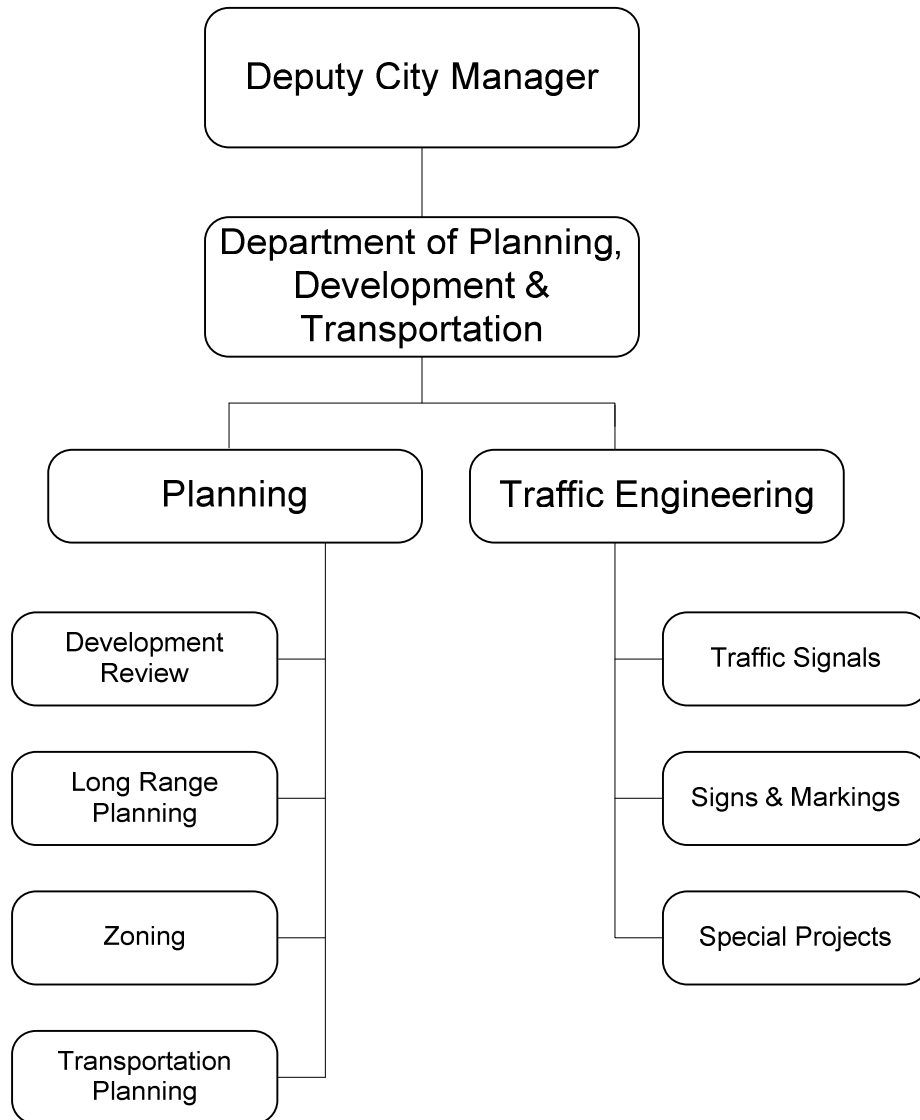 Deputy City Manager
Department of Planning,
Development &
Transportation
Planning
Traffic Engineering
Development
Review
Long Range
Planning
Zoning
Transportation
Planning
Traffic Signals
Signs & Markings
Special Projects